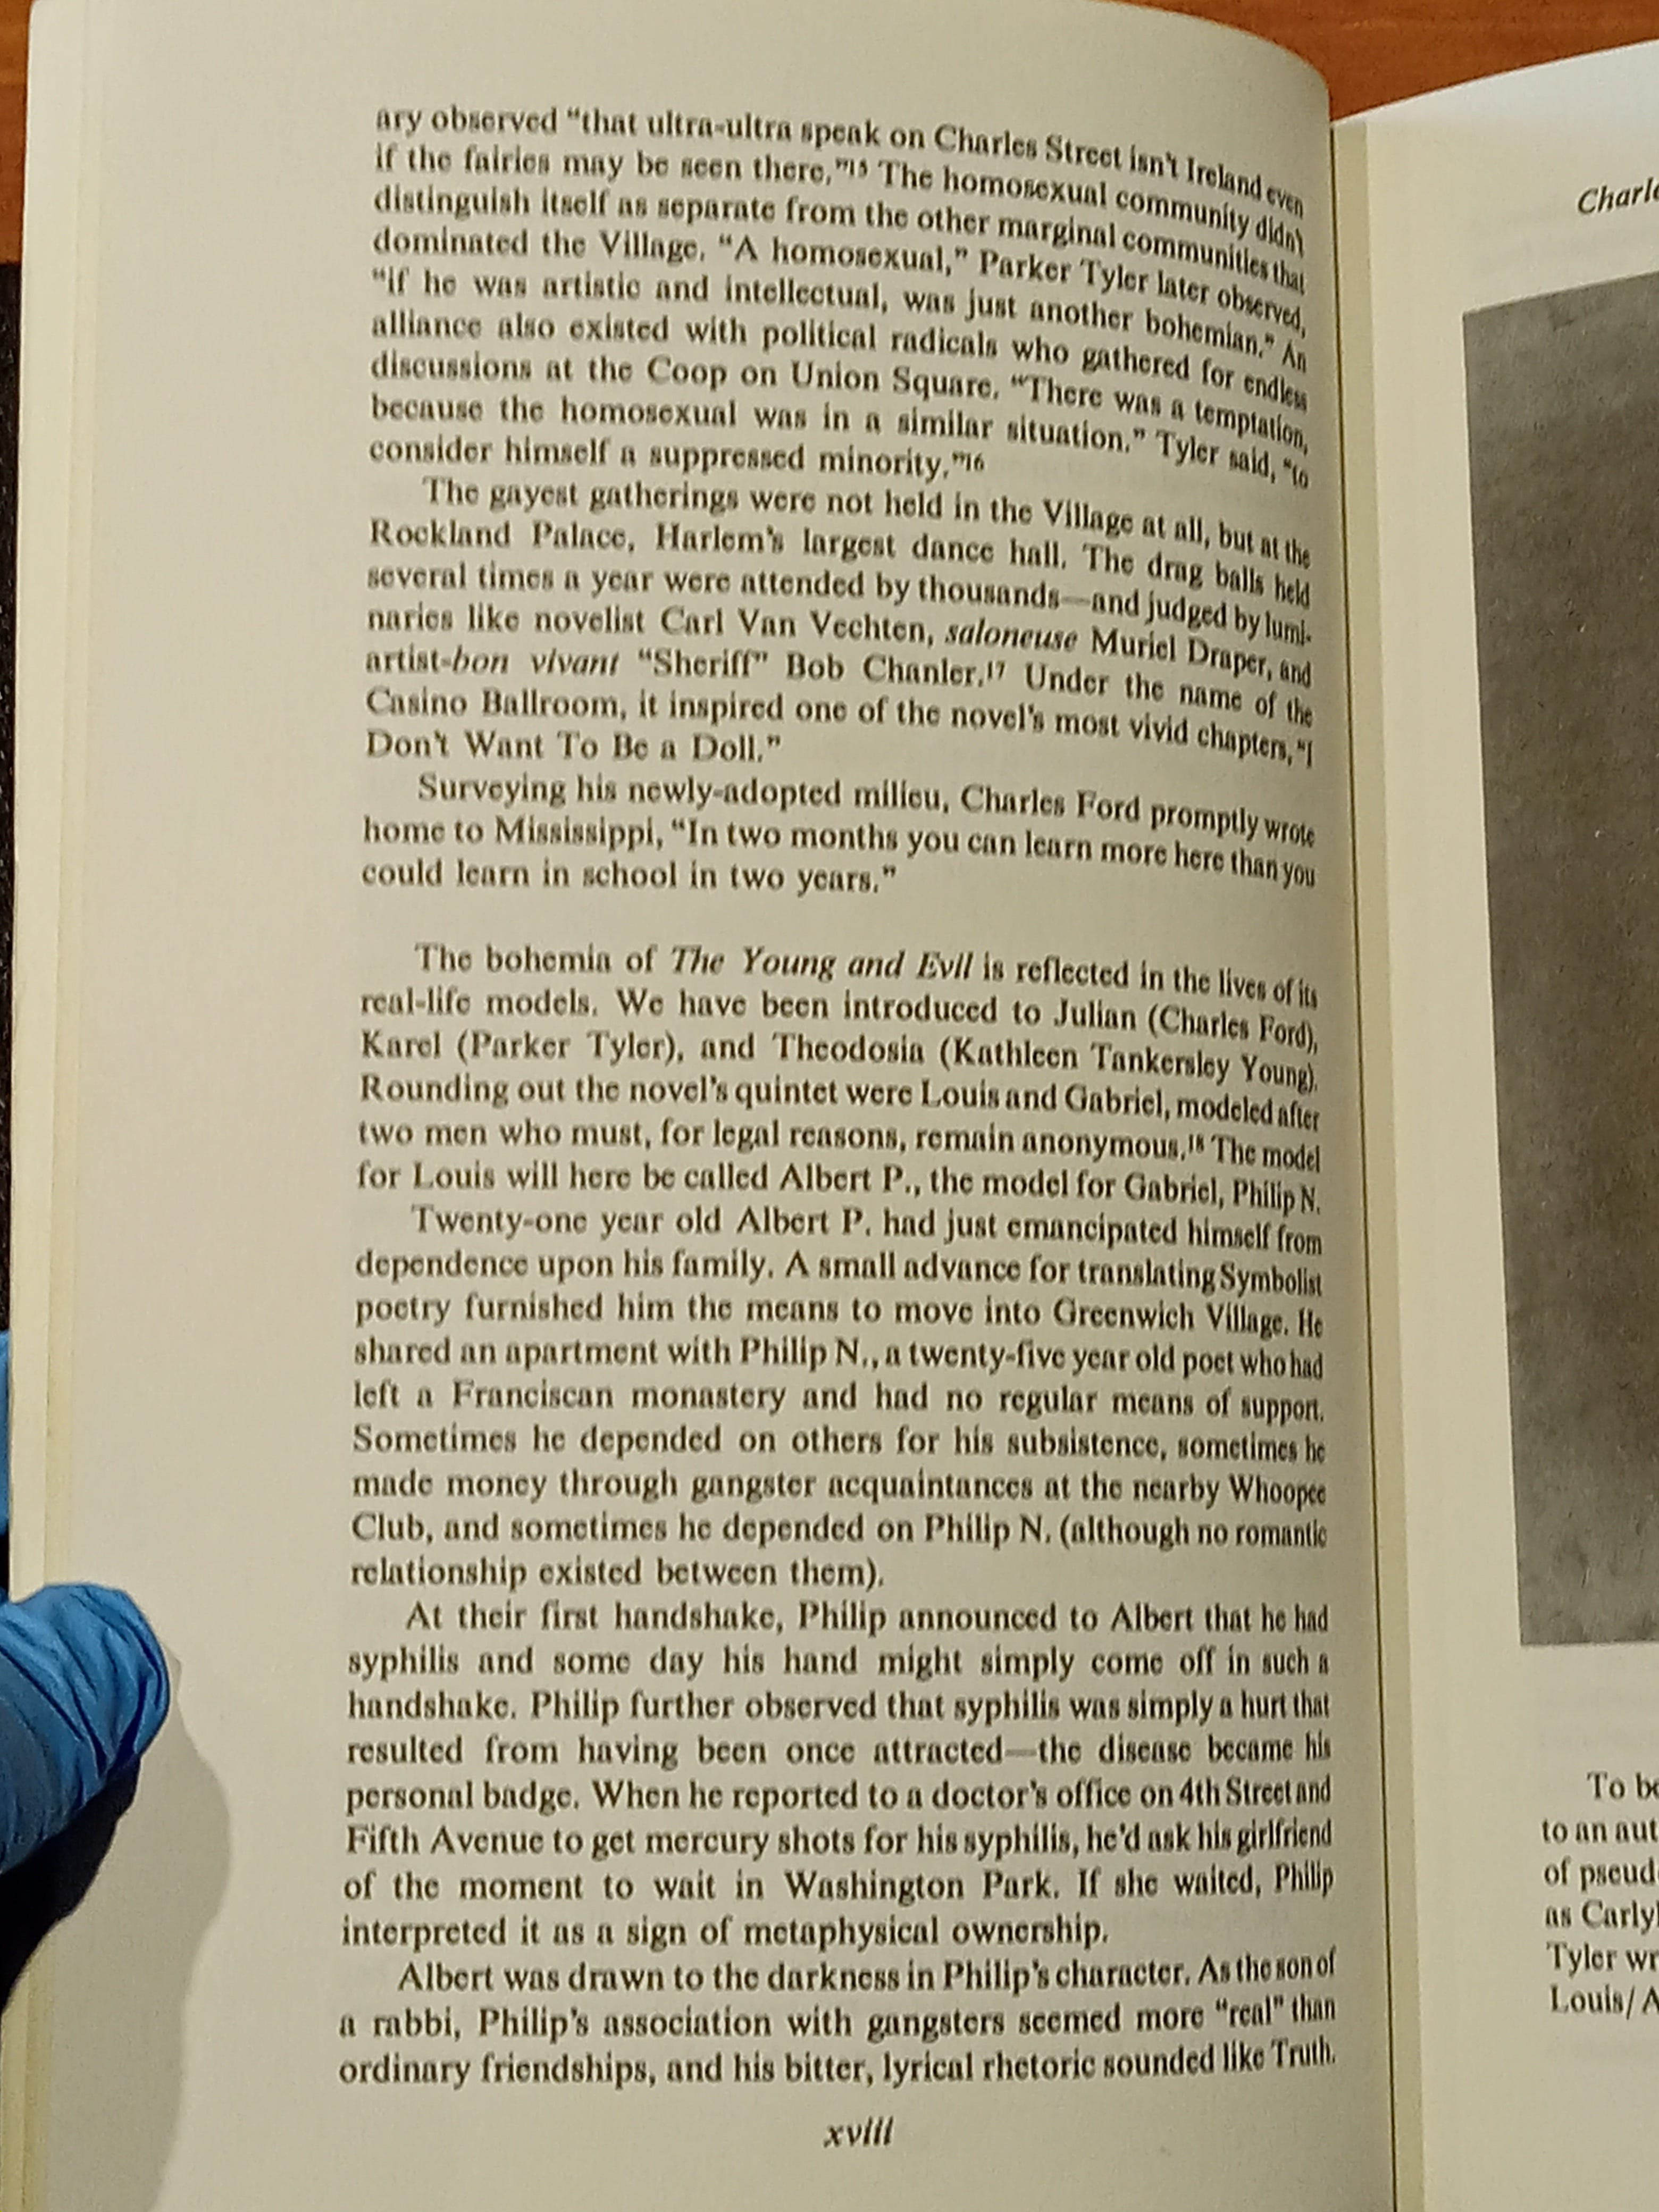 ary observed “that ultra-ultra speak on Charles Street isn't Ireland even
if the fairies may be seen there.”15 The homosexual community didn't
distinguish itself as separate from the other marginal communities that
dominated the Village. “A homosexual,” Parker Tyler later observed,
“if he was artistic and intellectual, was just another bohemian.” An
alliance also existed with political radicals who gathered for endless
discussions at the Coop on Union Square. “There was a temptation,
because the homosexual was in a similar situation.” Tyler said, “to
consider himself a suppressed minority.”16
The gayest gatherings were not held in the Village at all, but at the
Rockland Palace, Harlem's largest dance hall. The drag balls held
several times a year were attended by thousands—and judged by lumi-
naries like novelist Carl Van Vechten, saloneuse Muriel Draper, and
artist-bon vivant “Sheriff” Bob Chanler.17 Under the name of the
Casino Ballroom, it inspired one of the novel's most vivid chapters, “I
Don't Want To Be a Doll.”
Surveying his newly-adopted milieu, Charles Ford promptly wrote
home to Mississippi, “In two months you can learn more here than you
could learn in school in two years.”
The bohemia of The Young and Evil is reflected in the lives of its
real-life models. We have been introduced to Julian (Charles Ford),
Karel (Parker Tyler), and Theodosia (Kathleen Tankersley Young).
Rounding out the novel's quintet were Louis and Gabriel, modeled after
two men who must, for legal reasons, remain anonymous.18 The model
for Louis will here be called Albert P., the model for Gabriel, Philip N.
Twenty-one year old Albert P. had just emancipated himself from
dependence upon his family. A small advance for translating Symbolist
poetry furnished him the means to move into Greenwich Village. He
shared an apartment with Philip N., a twenty-five year old poet who had
left a Franciscan monastery and had no regular means of support.
Sometimes he depended on others for his subsistence, sometimes he
made money through gangster acquaintances at the nearby Whoopee
Club, and sometimes he depended on Philip N. (although no romantic
relationship existed between them).
At their first handshake, Philip announced to Albert that he had
syphilis and some day his hand might simply come off in such a
handshake. Philip further observed that syphilis was simply a hurt that
resulted from having been once attracted—the disease became his
personal badge. When he reported to a doctor's office on 4th Street and
Fifth Avenue to get mercury shots for his syphilis, he'd ask his girlfriend
of the moment to wait in Washington Park. If she waited, Philip
interpreted it as a sign of metaphysical ownership.
Albert was drawn to the darkness in Philip's character. As the son of
a rabbi, Philip's association with gangsters seemed more “real” than
ordinary friendships, and his bitter, lyrical rhetoric sounded like Truth.
xviii
To
to an
of
as
Tyler
Louis/